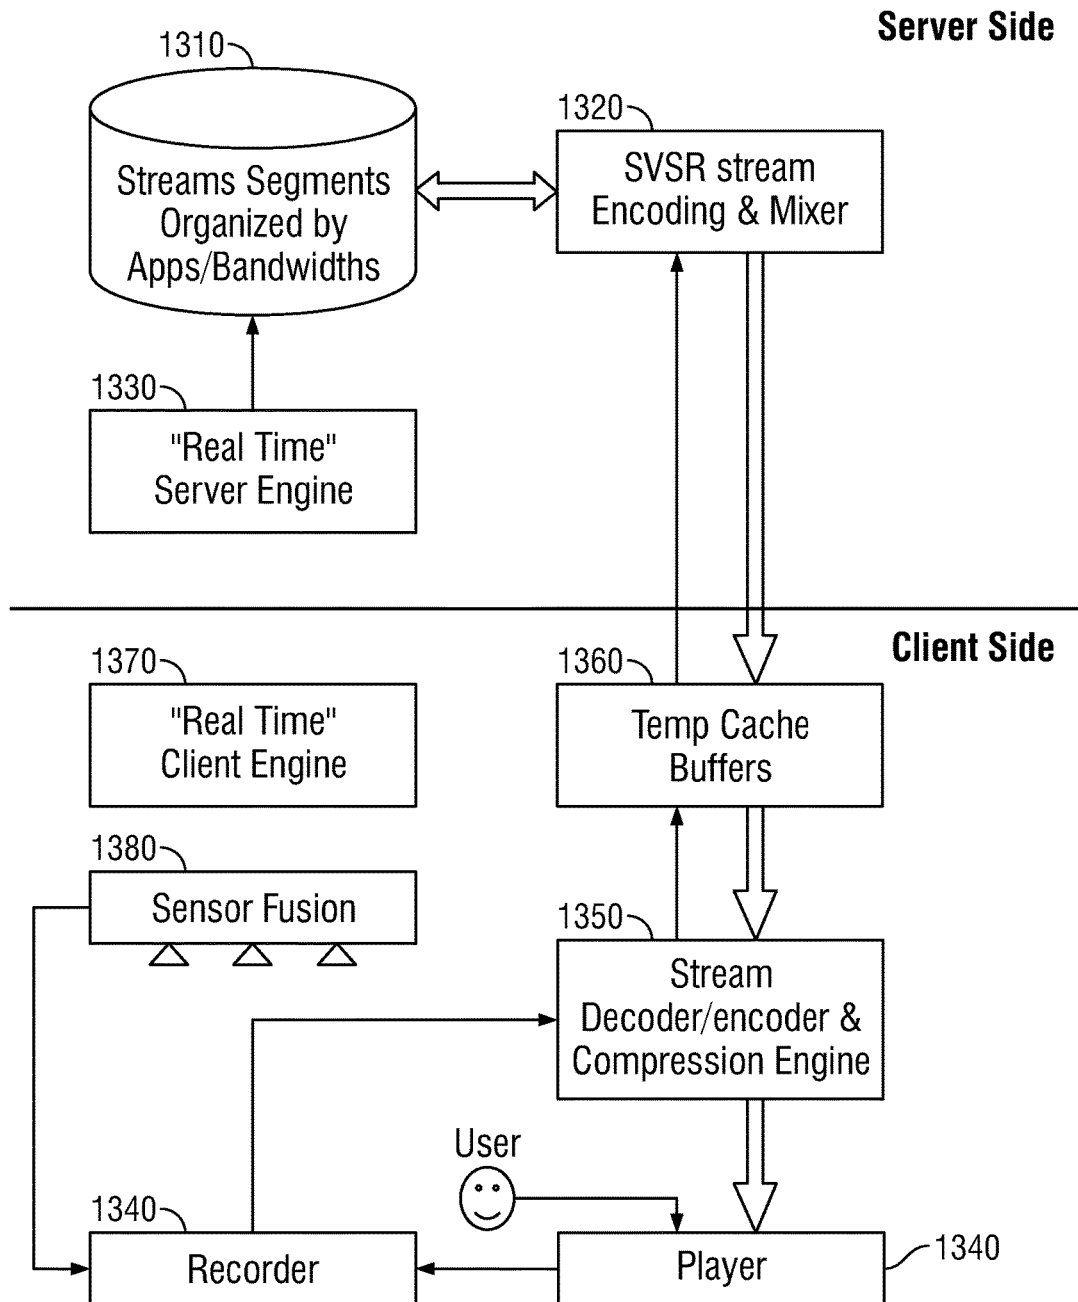 Server Side
1310
Streams Segments
Organized by
Apps/Bandwidths
1320
SVSR stream
Encoding & Mixer
1330
"Real Time"
Server Engine
Client Side
1370
"Real Time"
Client Engine
1360
Temp Cache
Buffers
1380
Sensor Fusion
1350
Stream
Decoder/encoder &
Compression Engine
User
1340
Recorder
Player
1340